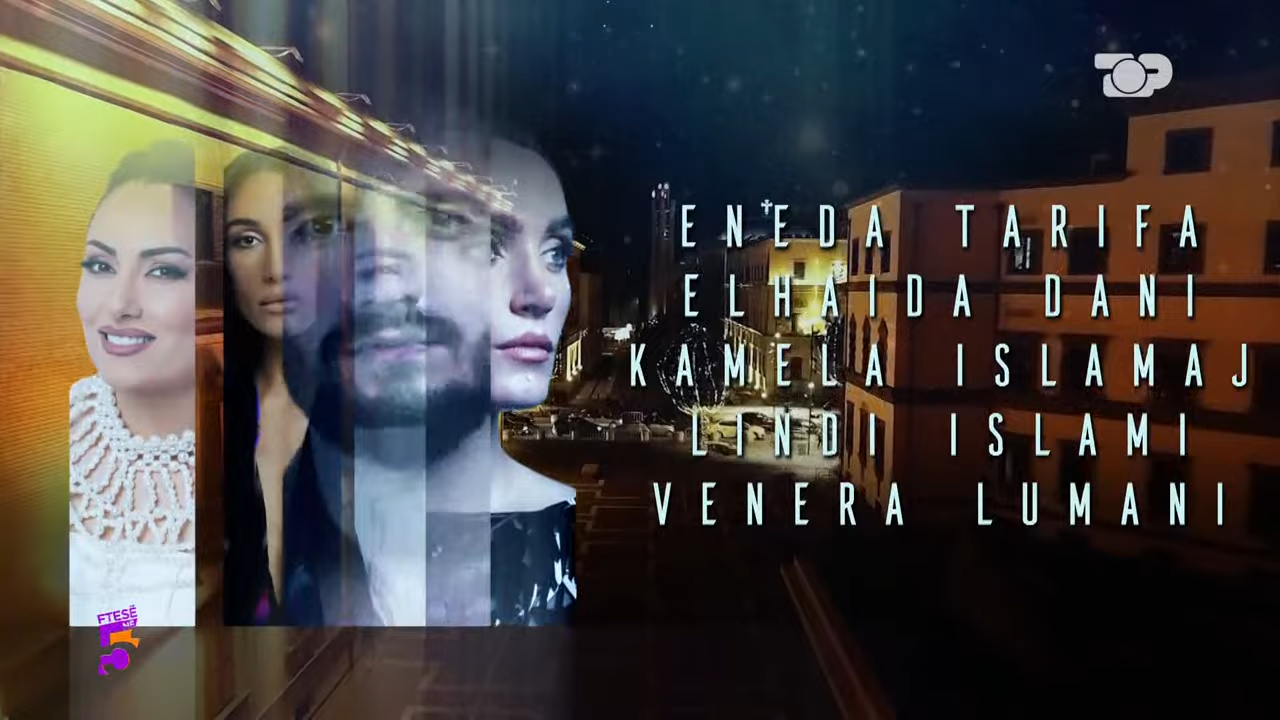 TOP
ENEDA TARIFA
ELHAIDA DANI
KAMELA ISLAMAJ
LINDI ISLAMI
VENERA LUMANI
FTESË
NË
5